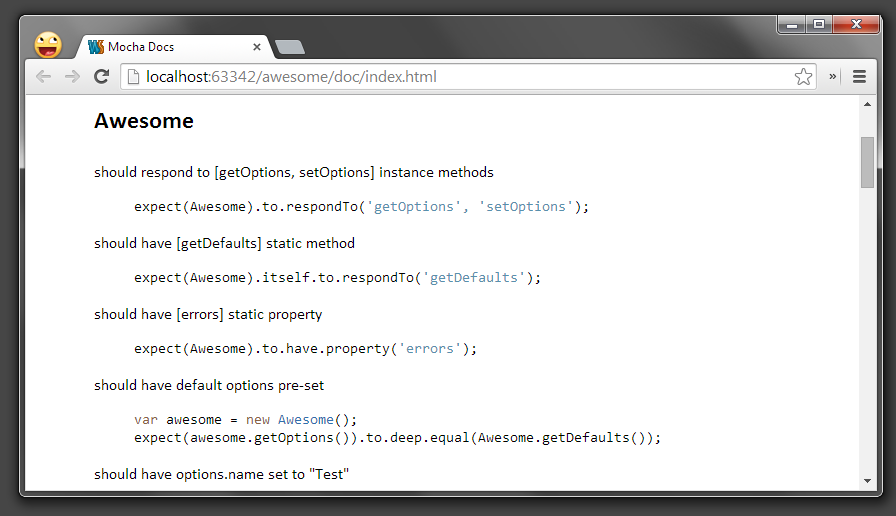 Mocha Docs
localhost:63342/awesome/doc/index.html
Awesome
should respond to [getOptions, setOptions] instance methods
expect(Awesome).to.respondTo('getOptions', 'setOptions');
should have [getDefaults] static method
expect(Awesome).itself.to.respondTo('getDefaults');
should have [errors] static property
expect(Awesome).to.have.property('errors');
should have default options pre-set
var awesome = new Awesome();
expect(awesome.getOptions()).to.deep.equal(Awesome.getDefaults());
should have options.name set to "Test"